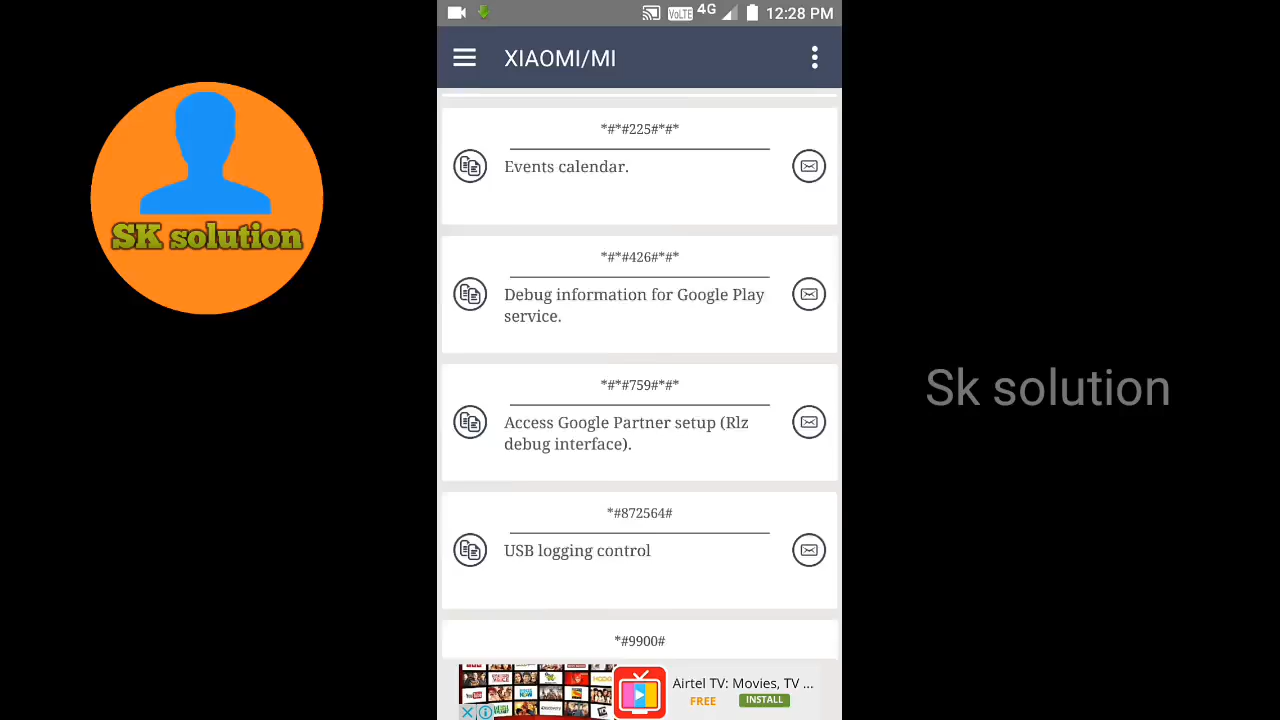 VoLTE 4G 12:28 PM
XIAOMI/MI
*#*#225#*#*
Events calendar.
SK solution
*#*#426#*#*
Debug information for Google Play
service.
*#*#759#*#*
Access Google Partner setup (Rlz
debug interface).
Sk solution
*#872564#
USB logging control
*#9900#
Airtel TV: Movies, TV ...
FREE
INSTALL